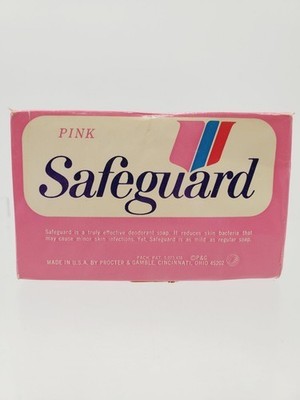 PINK
Safeguard
Safeguard is a truly effective deodorant soap. It reduces skin bacteria that
may cause minor skin infections. Yet Safeguard is as mild as regular soap.
©P&G
MADE IN U.S.A. BY PROCTER & GAMBLE, CINCINNATI, OHIO 45202